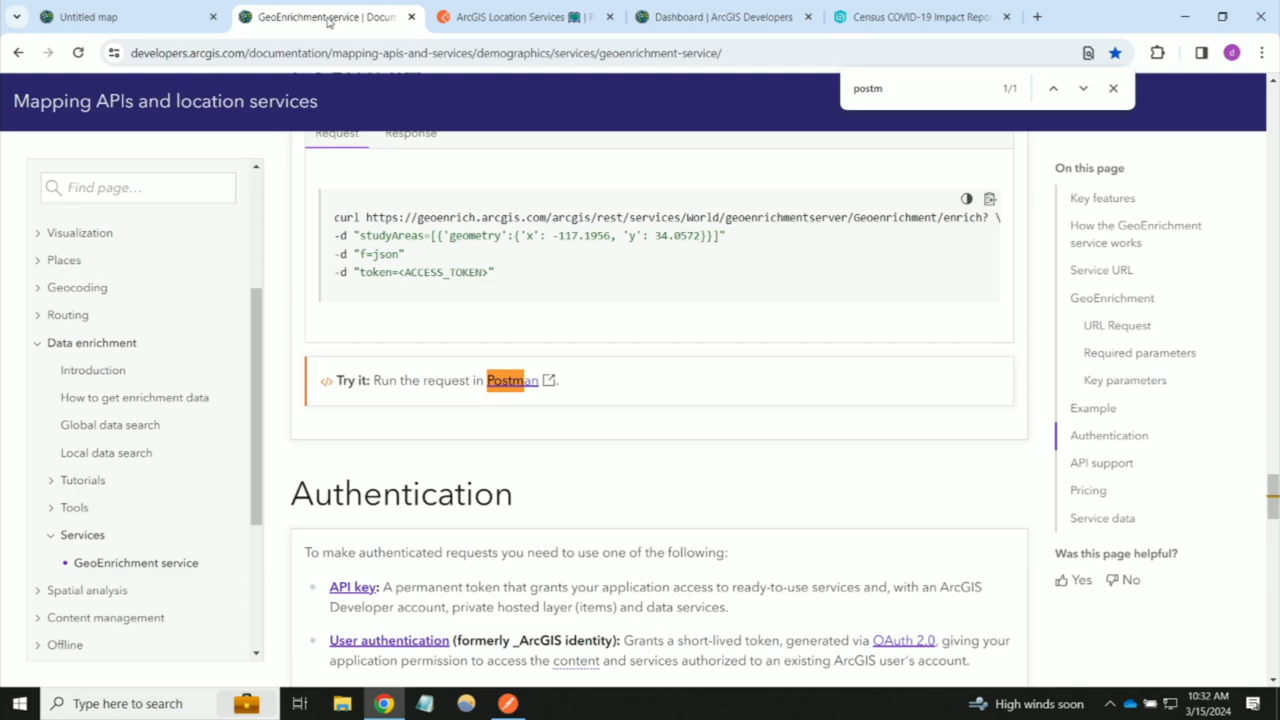 Untitled map
GeoEnrichment service | Docum
ArcGIS Location Services | P
Dashboard | ArcGIS Developers
Census COVID-19 Impact Repo
developers.arcgis.com/documentation/mapping-apis-and-services/demographics/services/geoenrichment-service/
d
postm
1/1
Mapping APIs and location services
Find page…
Visualization
Places
Geocoding
Routing
Data enrichment
Introduction
How to get enrichment data
Global data search
Local data search
Tutorials
Tools
Services
GeoEnrichment service
Spatial analysis
Content management
Offline
Request
Response
curl https://geoenrich.arcgis.com/arcgis/rest/services/World/geoenrichmentserver/Geoenrichment/enrich? \
-d "studyAreas=[{'geometry':{'x': -117.1956, 'y': 34.0572}}]"
-d "f=json"
-d "token=<ACCESS_TOKEN>"
</> Try it: Run the request in Postman.
Authentication
To make authenticated requests you need to use one of the following:
API key: A permanent token that grants your application access to ready-to-use services and, with an ArcGIS
Developer account, private hosted layer (items) and data services.
User authentication (formerly _ArcGIS identity): Grants a short-lived token, generated via OAuth 2.0, giving your
application permission to access the content and services authorized to an existing ArcGIS user's account.
On this page
Key features
How the GeoEnrichment
service works
Service URL
GeoEnrichment
URL Request
Required parameters
Key parameters
Example
Authentication
API support
Pricing
Service data
Was this page helpful?
Yes
No
Type here to search
High winds soon
10:32 AM
3/15/2024